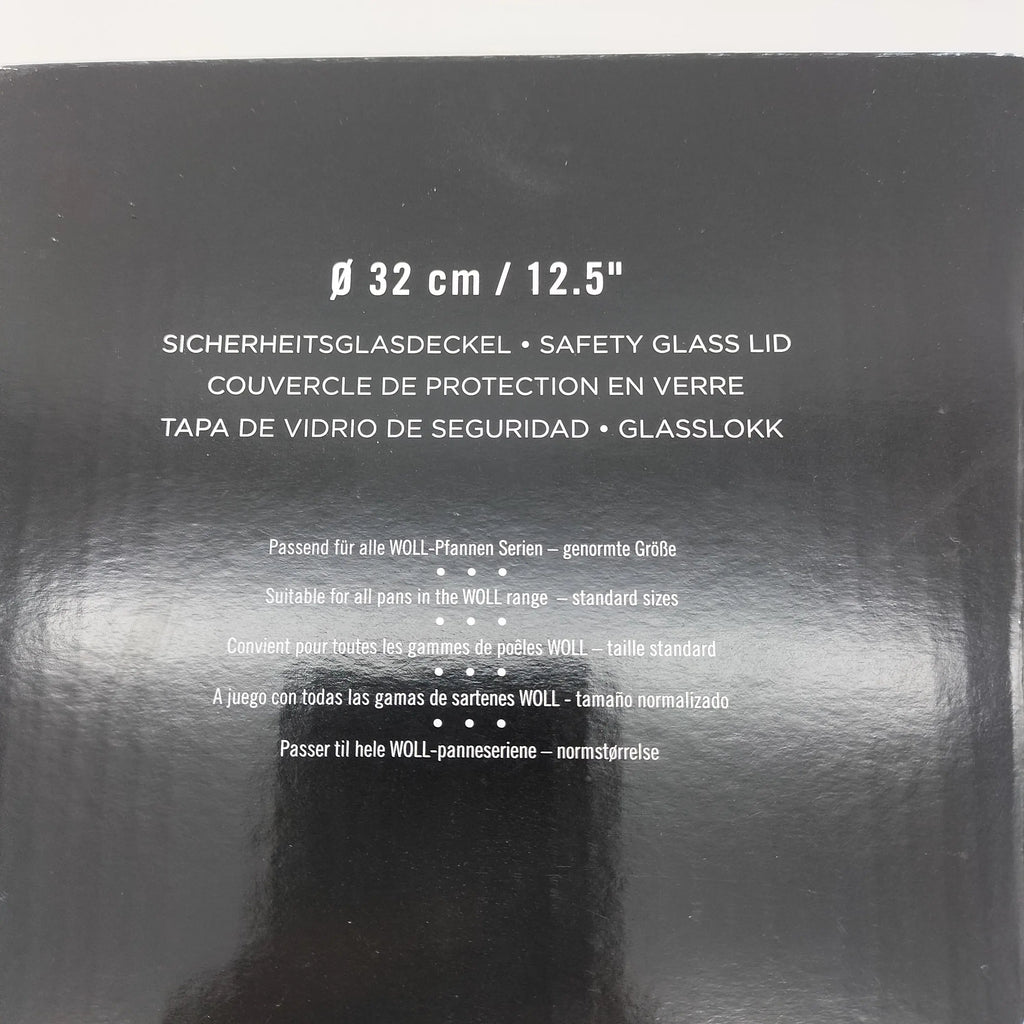 Ø 32 cm / 12.5"
SICHERHEITSGLASDECKEL • SAFETY GLASS LID
COUVERCLE DE PROTECTION EN VERRE
TAPA DE VIDRIO DE SEGURIDAD • GLASSLOKK
Passend für alle WOLL-Pfannen Serien – genormte Größe
Suitable for all pans in the WOLL range – standard sizes
Convient pour toutes les gammes de poêles WOLL – taille standard
A juego con todas las gamas de sartenes WOLL - tamaño normalizado
Passer til hele WOLL-panneseriene – normstørrelse